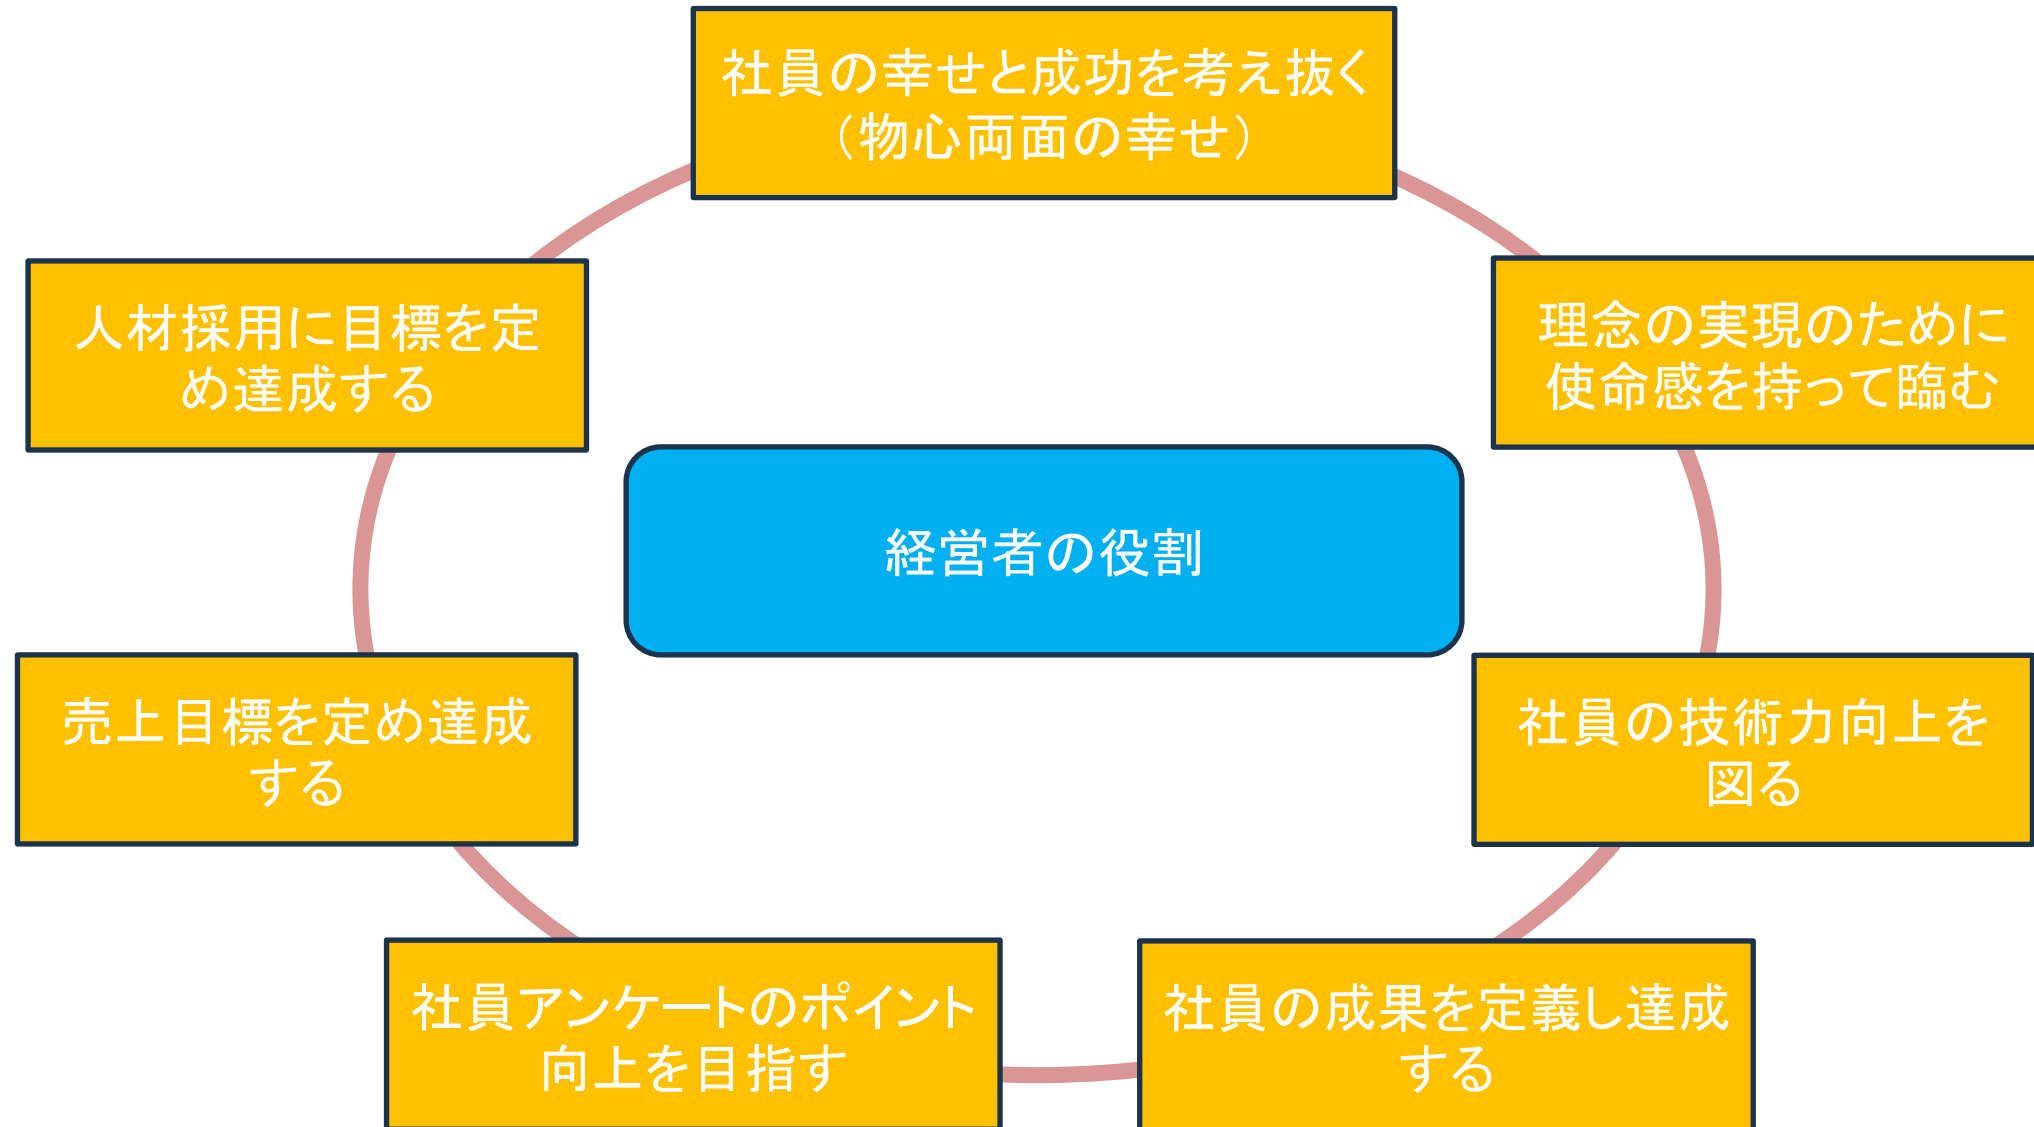 社員の幸せと成功を考え抜く
（物心両面の幸せ）
人材採用に目標を定
め達成する
理念の実現のために
使命感を持って臨む
経営者の役割
売上目標を定め達成
する
社員の技術力向上を
図る
社員アンケートのポイント
向上を目指す
社員の成果を定義し達成
する